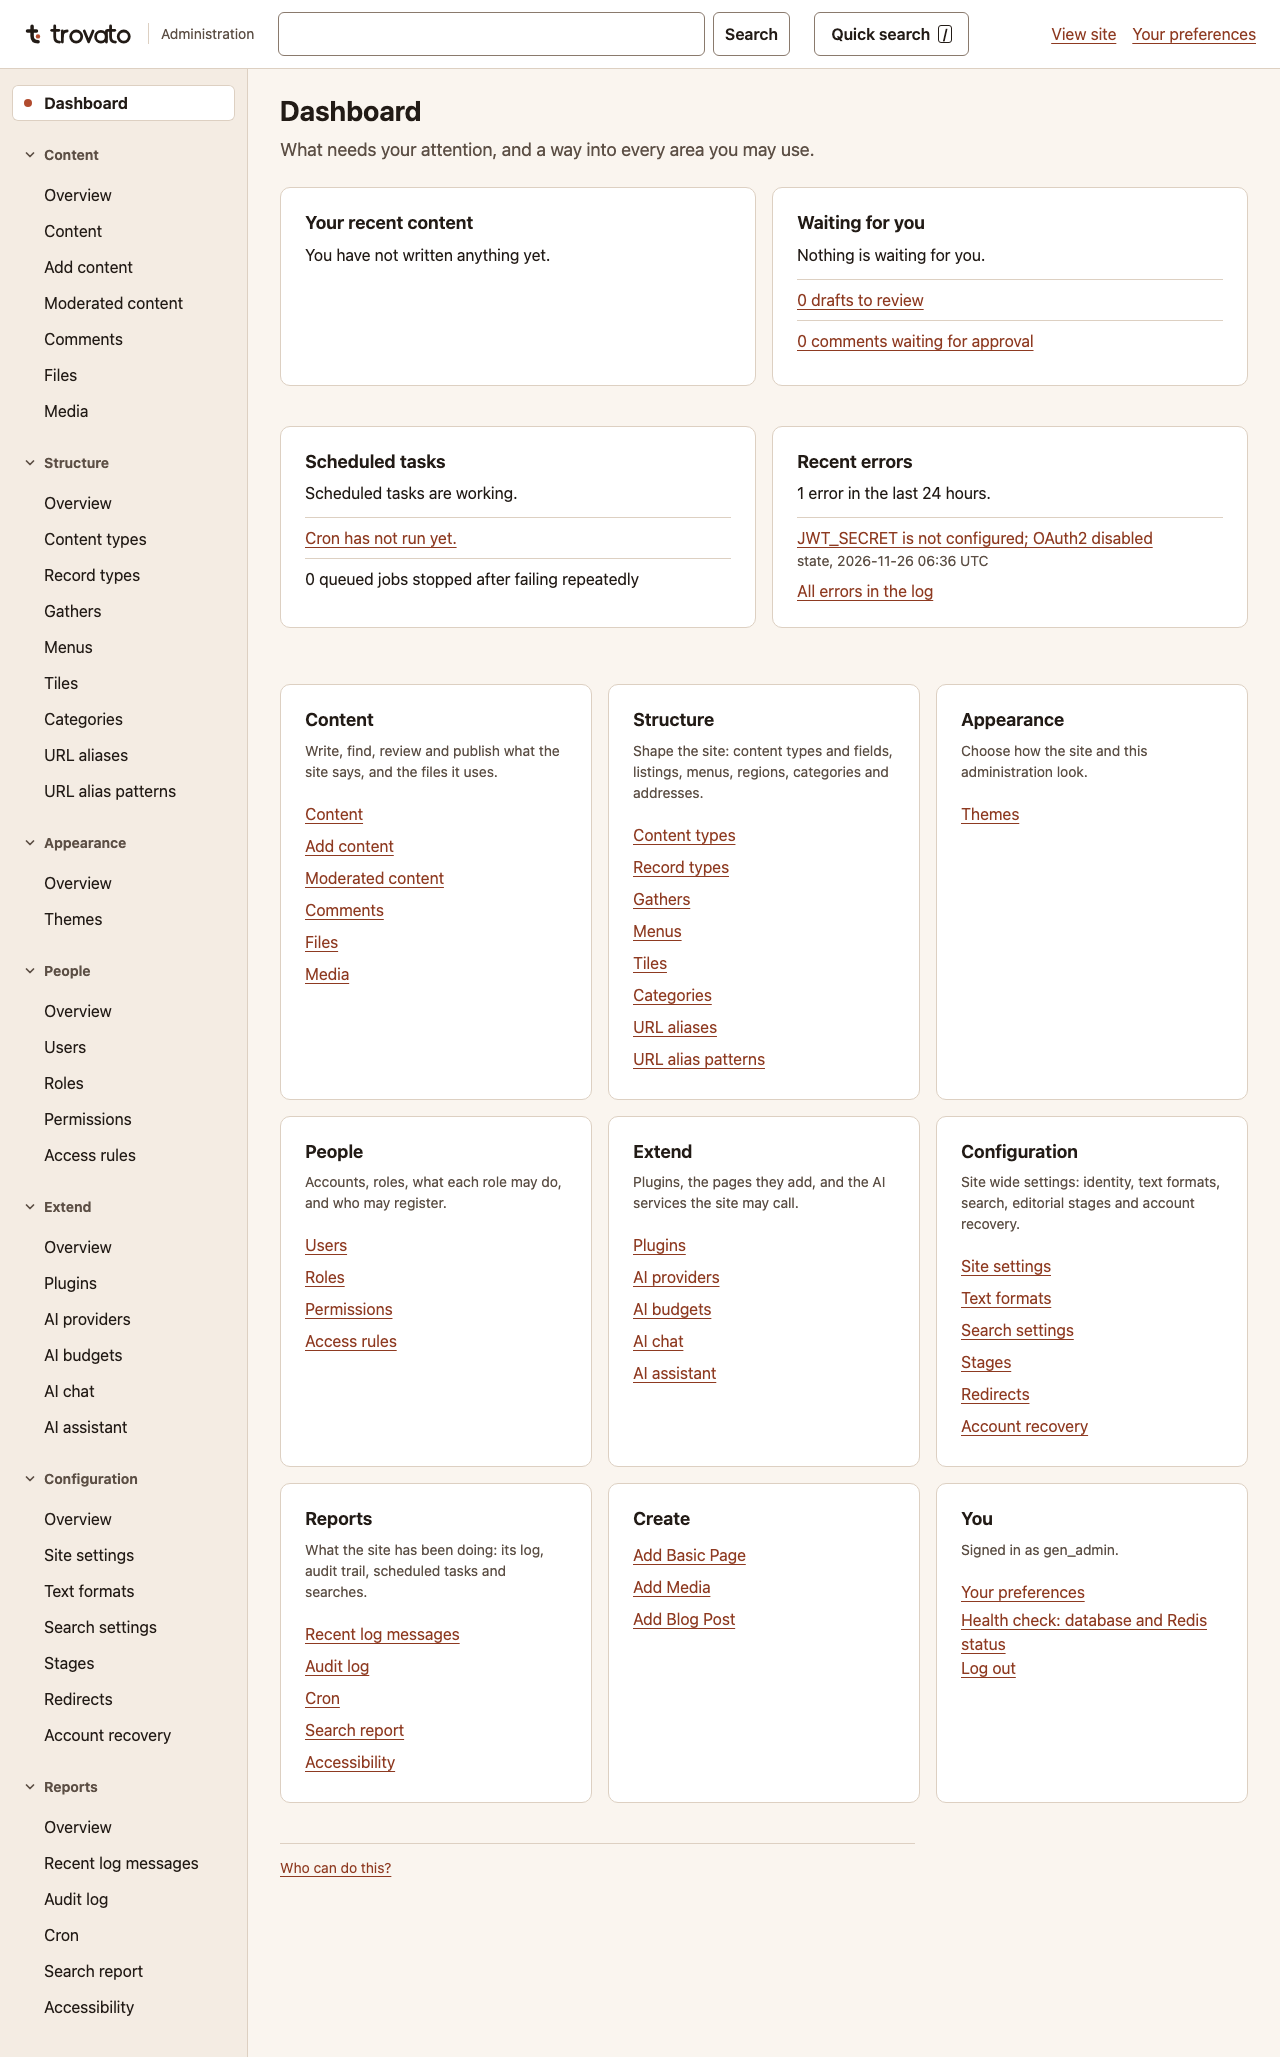 trovato
Administration
Search
Quick search /
View site
Your preferences
Dashboard
Content
Overview
Content
Add content
Moderated content
Comments
Files
Media
Structure
Overview
Content types
Record types
Gathers
Menus
Tiles
Categories
URL aliases
URL alias patterns
Appearance
Overview
Themes
People
Overview
Users
Roles
Permissions
Access rules
Extend
Overview
Plugins
AI providers
AI budgets
AI chat
AI assistant
Configuration
Overview
Site settings
Text formats
Search settings
Stages
Redirects
Account recovery
Reports
Overview
Recent log messages
Audit log
Cron
Search report
Accessibility
Dashboard
What needs your attention, and a way into every area you may use.
Your recent content
You have not written anything yet.
Waiting for you
Nothing is waiting for you.
0 drafts to review
0 comments waiting for approval
Scheduled tasks
Scheduled tasks are working.
Cron has not run yet.
0 queued jobs stopped after failing repeatedly
Recent errors
1 error in the last 24 hours.
JWT_SECRET is not configured; OAuth2 disabled
state, 2026-11-26 06:36 UTC
All errors in the log
Content
Write, find, review and publish what the
site says, and the files it uses.
Content
Add content
Moderated content
Comments
Files
Media
Structure
Shape the site: content types and fields,
listings, menus, regions, categories and
addresses.
Content types
Record types
Gathers
Menus
Tiles
Categories
URL aliases
URL alias patterns
Appearance
Choose how the site and this
administration look.
Themes
People
Accounts, roles, what each role may do,
and who may register.
Users
Roles
Permissions
Access rules
Extend
Plugins, the pages they add, and the AI
services the site may call.
Plugins
AI providers
AI budgets
AI chat
AI assistant
Configuration
Site wide settings: identity, text formats,
search, editorial stages and account
recovery.
Site settings
Text formats
Search settings
Stages
Redirects
Account recovery
Reports
What the site has been doing: its log,
audit trail, scheduled tasks and
searches.
Recent log messages
Audit log
Cron
Search report
Accessibility
Create
Add Basic Page
Add Media
Add Blog Post
You
Signed in as gen_admin.
Your preferences
Health check: database and Redis
status
Log out
Who can do this?